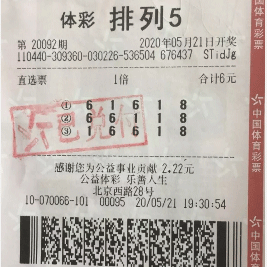 体彩 排列5
第 20092期 2020年05月21日开奖
110440-309360-030226-536504 676437 STidJg
直选票 1倍 合计6元
① 6 1 6 1 8
② 6 6 1 1 8
③ 1 6 6 1 8
感谢您为公益事业贡献 2.22元
公益体彩 乐善人生
北京西路28号
10-070066-101 00095 20/05/21 19:30:54
国体育彩票
中国体育彩票
中国体